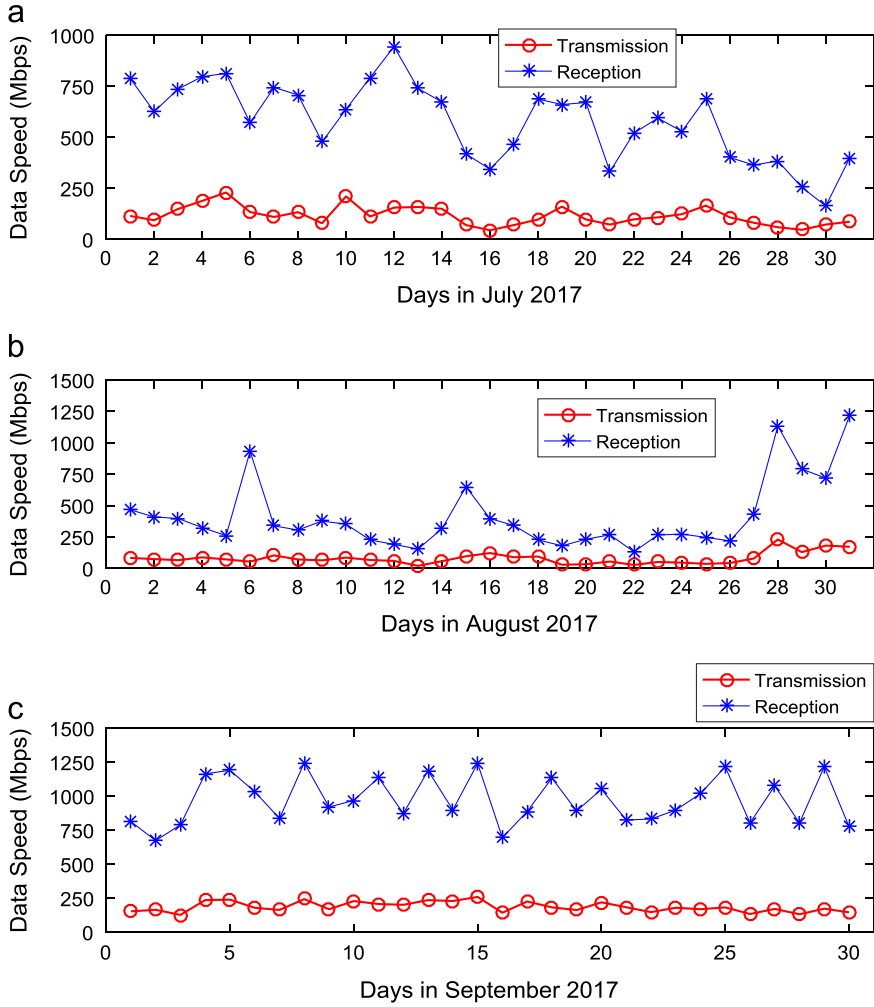 a
1000
750
500
250
0
Data Speed (Mbps)
Transmission
Reception
0 2 4 6 8 10 12 14 16 18 20 22 24 26 28 30
Days in July 2017
b
1500
1250
1000
750
500
250
0
Data Speed (Mbps)
Transmission
Reception
0 2 4 6 8 10 12 14 16 18 20 22 24 26 28 30
Days in August 2017
c
Transmission
Reception
1500
1250
1000
750
500
250
0
Data Speed (Mbps)
0 5 10 15 20 25 30
Days in September 2017